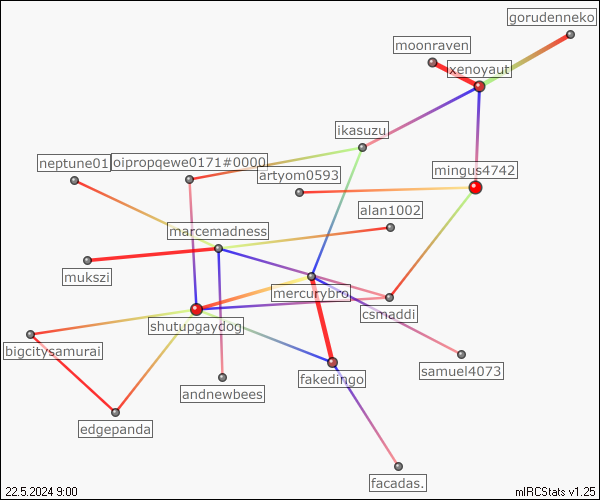 gorudenneko
moonraven
xenoyaut
ikasuzu
neptune01
oipropqewe0171#0000
artyom0593
mingus4742
alan1002
marcemadness
mukszi
mercurybro
csmaddi
shutupgaydog
bigcitysamurai
fakedingo
samuel4073
andnewbees
edgepanda
facadas.
22.5.2024 9:00
mIRCStats v1.25